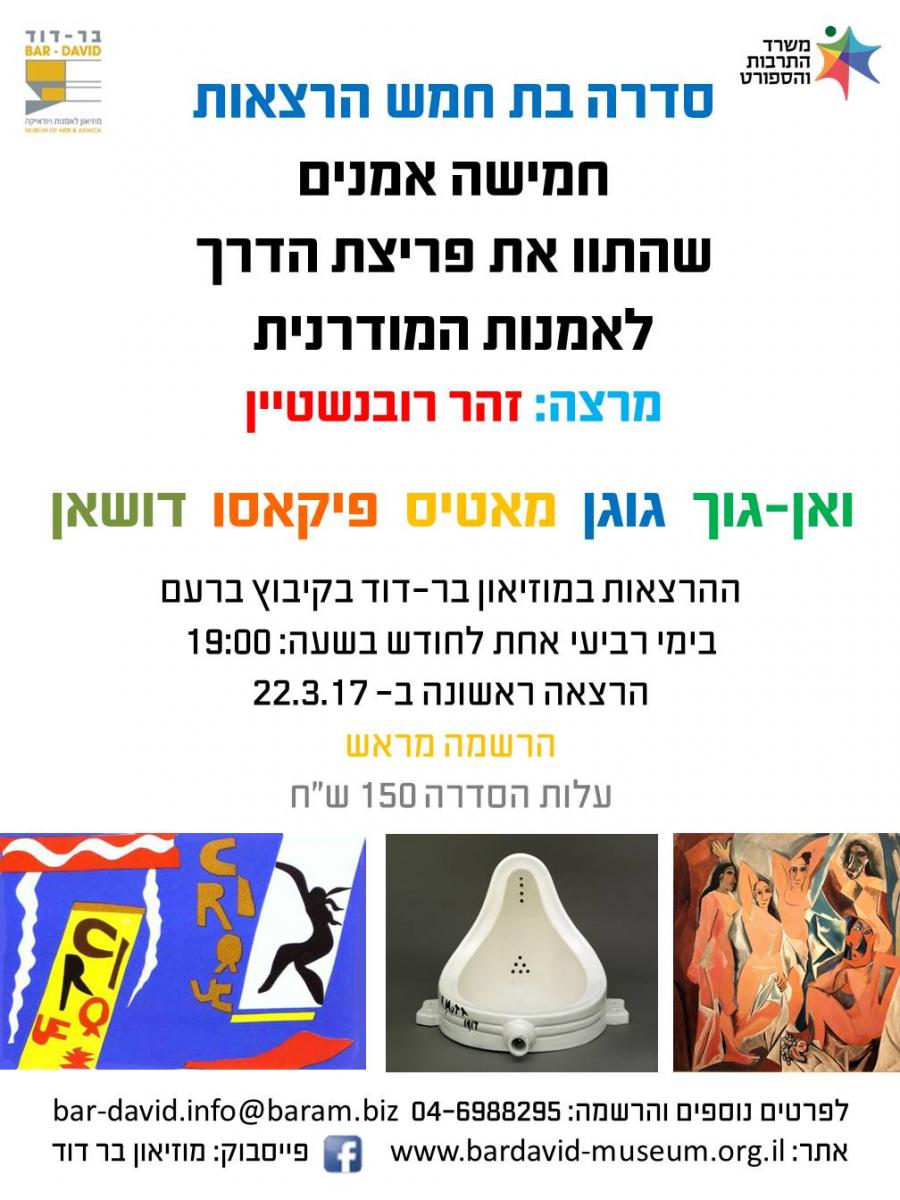 בר-דוד
BAR - DAVID
מוזיאון לאמנות ויודאיקה
MUSEUM OF ARTS & JUDAICA
משרד
התרבות
והספורט
סדרה בת חמש הרצאות
חמישה אמנים
שהתוו את פריצת הדרך
לאמנות המודרנית
מרצה: זהר רובנשטיין
ואן-גוך גוגן מאטיס פיקאסו דושאן
ההרצאות במוזיאון בר-דוד בקיבוץ ברעם
בימי רביעי אחת לחודש בשעה: 19:00
הרצאה ראשונה ב- 22.3.17
הרשמה מראש
עלות הסדרה 150 ש"ח
R.MUTT
1917
לפרטים נוספים והרשמה: 04-6988295 bar-david.info@baram.biz
אתר: www.bardavid-museum.org.il פייסבוק: מוזיאון בר דוד